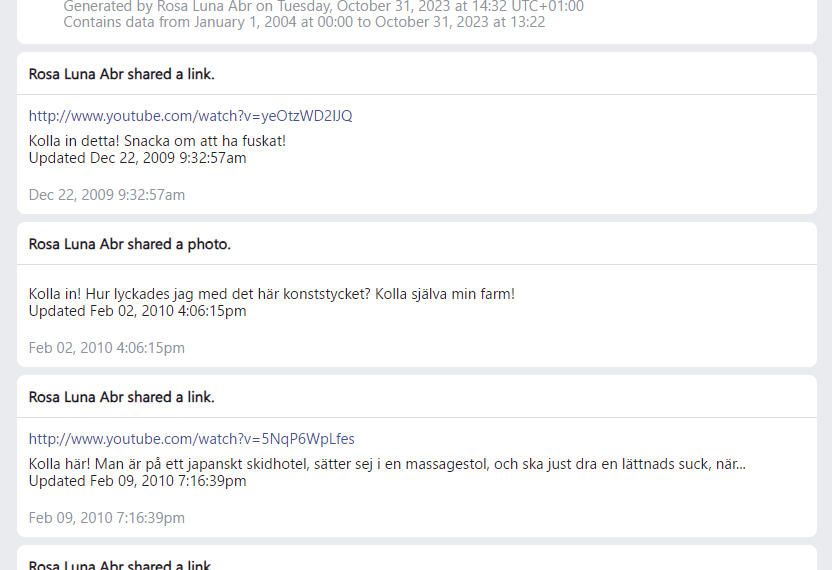 Generated by Rosa Luna Abr on Tuesday, October 31, 2023 at 14:32 UTC+01:00
Contains data from January 1, 2004 at 00:00 to October 31, 2023 at 13:22
Rosa Luna Abr shared a link.
http://www.youtube.com/watch?v=yeOtzWD2IJQ
Kolla in detta! Snacka om att ha fuskat!
Updated Dec 22, 2009 9:32:57am
Dec 22, 2009 9:32:57am
Rosa Luna Abr shared a photo.
Kolla in! Hur lyckades jag med det här konststycket? Kolla själva min farm!
Updated Feb 02, 2010 4:06:15pm
Feb 02, 2010 4:06:15pm
Rosa Luna Abr shared a link.
http://www.youtube.com/watch?v=5NqP6WpLfes
Kolla här! Man är på ett japanskt skidhotel, sätter sej i en massagestol, och ska just dra en lättnads suck, när...
Updated Feb 09, 2010 7:16:39pm
Feb 09, 2010 7:16:39pm
Rosa Luna Abr shared a link.